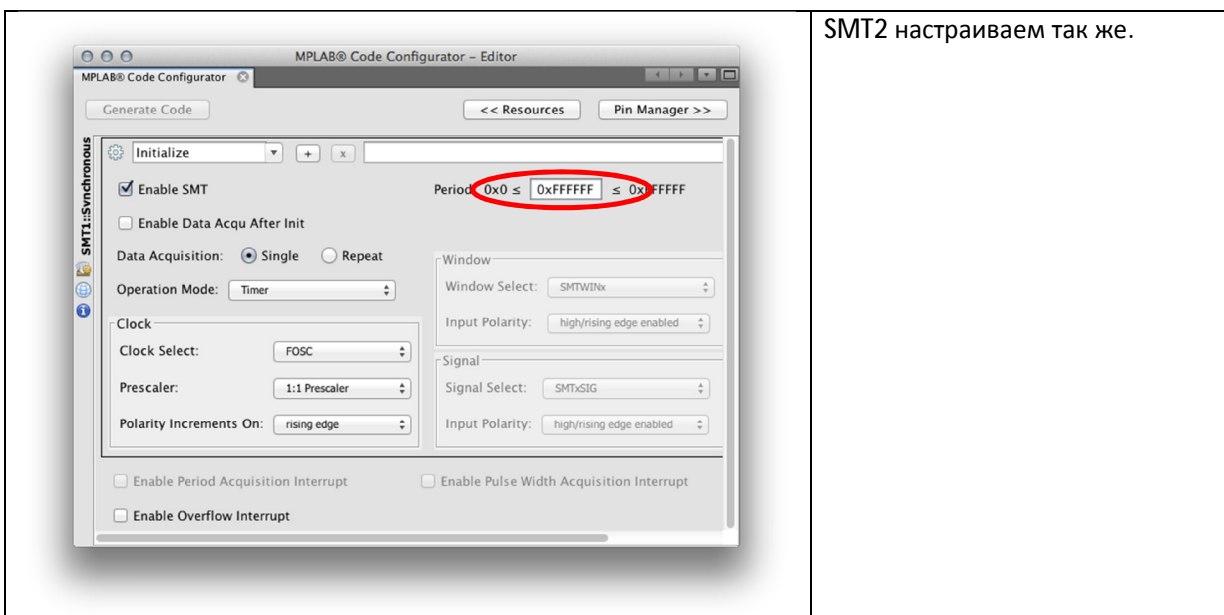 SMT2 настраиваем так же.
MPLAB® Code Configurator - Editor
MPLAB® Code Configurator
Generate Code
<< Resources
Pin Manager >>
SMT1::Synchronous
Initialize
+
x
Enable SMT
Period 0x0 ≤ 0xFFFFFF ≤ 0xFFFFFF
Enable Data Acqu After Init
Data Acquisition: Single Repeat
Operation Mode: Timer
Clock
Clock Select: FOSC
Prescaler: 1:1 Prescaler
Polarity Increments On: rising edge
Window
Window Select: SMTWINx
Input Polarity: high/rising edge enabled
Signal
Signal Select: SMTxSIG
Input Polarity: high/rising edge enabled
Enable Period Acquisition Interrupt
Enable Pulse Width Acquisition Interrupt
Enable Overflow Interrupt